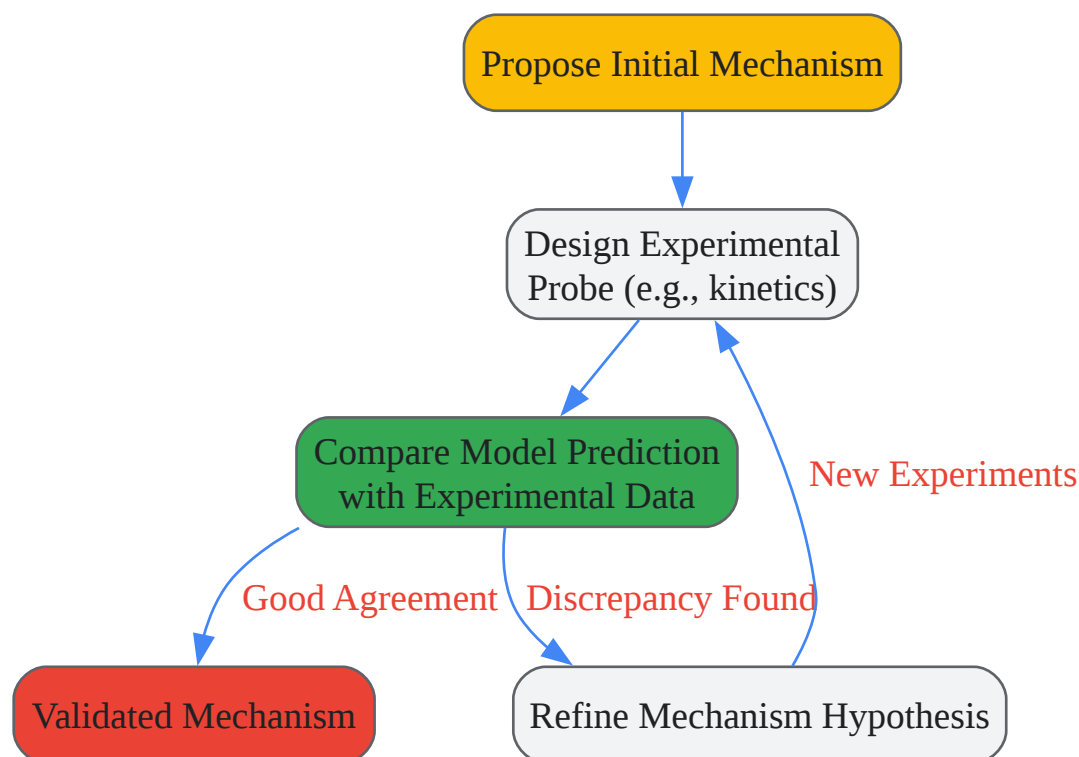 Propose Initial Mechanism
Design Experimental
Probe (e.g., kinetics)
Compare Model Prediction
with Experimental Data
New Experiments
Good Agreement
Discrepancy Found
Validated Mechanism
Refine Mechanism Hypothesis